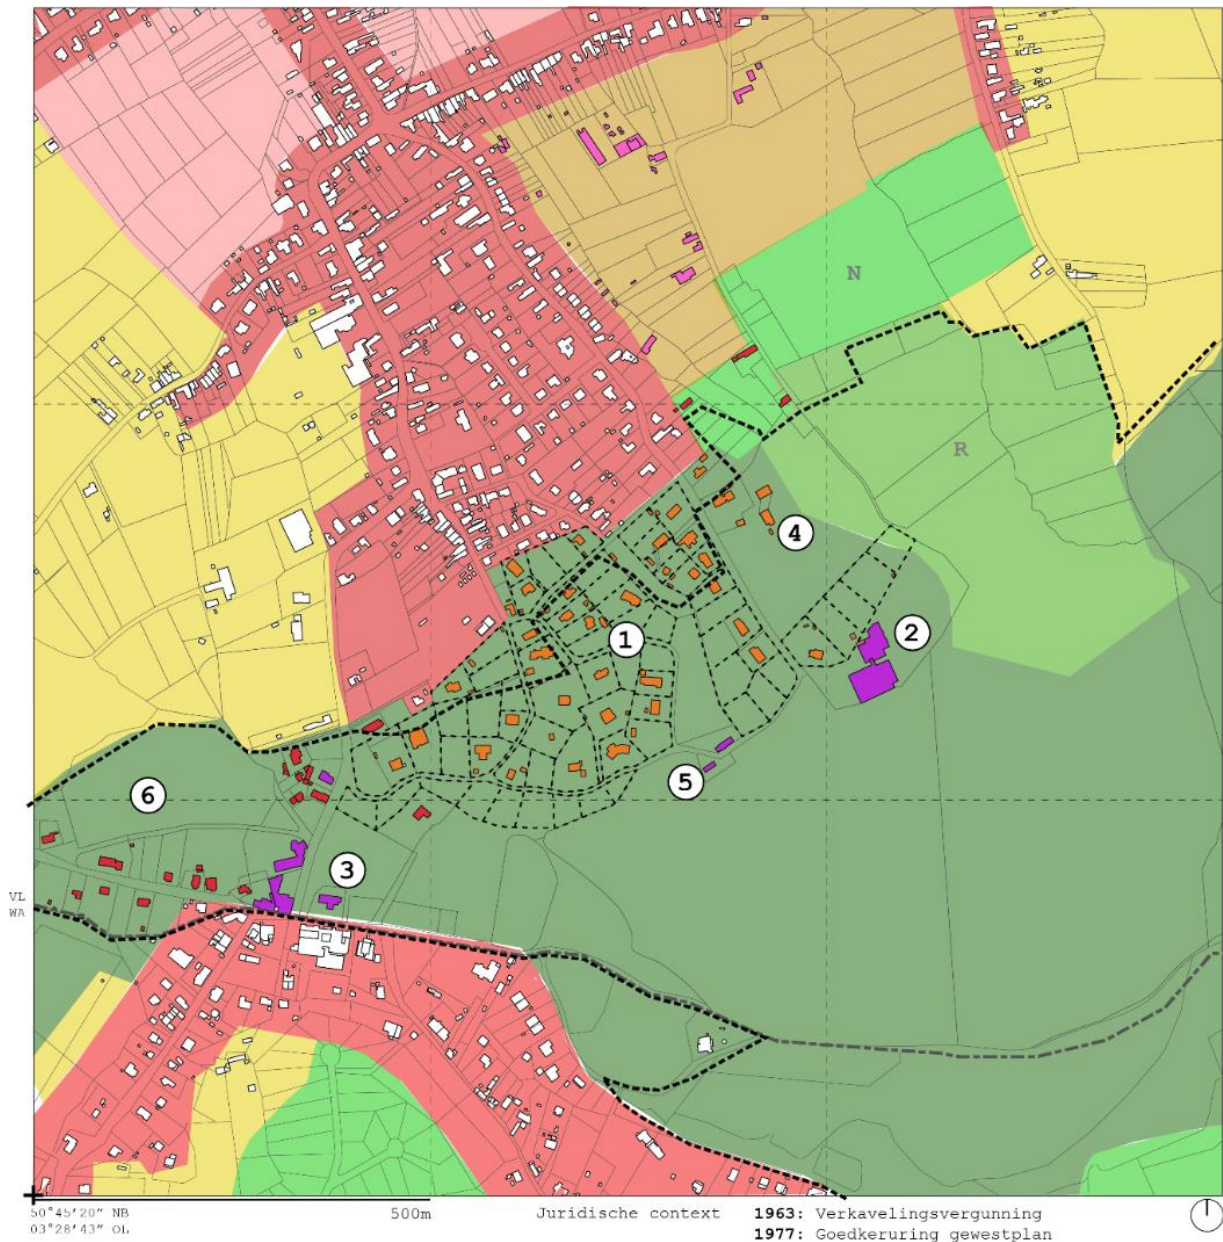 N
R
4
1
2
5
6
3
VL
WA
50°45'20" NB
03°28'43" OL
500m
Juridische context
1963: Verkavelingsvergunning
1977: Goedkeruring gewestplan